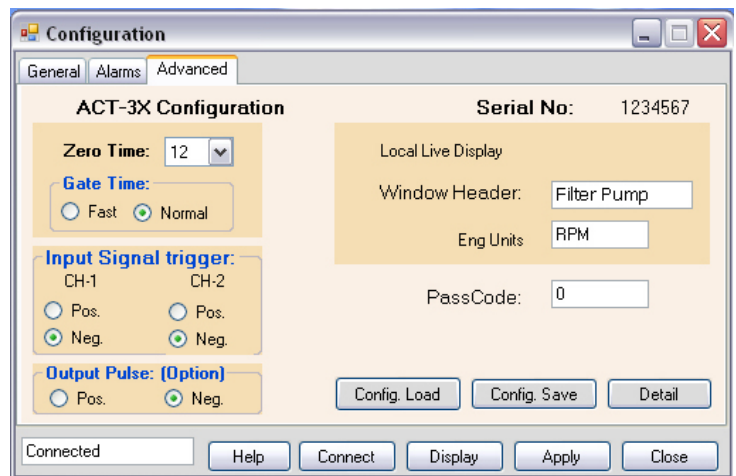 Configuration
General Alarms Advanced
ACT-3X Configuration
Serial No: 1234567
Zero Time: 12
Gate Time:
Fast Normal
Local Live Display
Window Header: Filter Pump
Eng Units RPM
Input Signal trigger:
CH-1 CH-2
Pos. Pos.
Neg. Neg.
PassCode: 0
Output Pulse: (Option)
Pos. Neg.
Config. Load Config. Save Detail
Connected Help Connect Display Apply Close